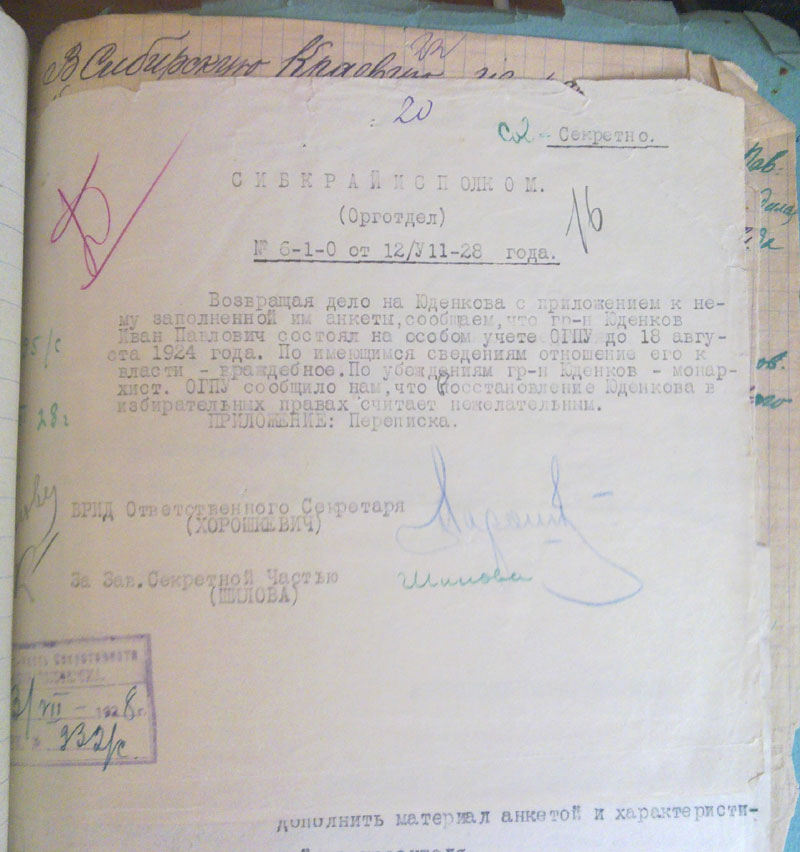 В Сибирскую
20
Секретно.
СИБКРАЙИСПОЛКОМ.
(Орготдел)
16
№ 6-1-0 от 12/У11-28 года.
Возвращая дело на Юденкова с приложением к не-
му заполненной им анкеты,сообщаем,что гр-н Юденков
Иван Павлович состоял на особом учете ОГПУ до 18 авгу-
ста 1924 года. По имеющимся сведениям отношение его к
власти - враждебное.По убеждениям гр-н Юденков - монар-
хист. ОГПУ сообщило нам,что восстановление Юденкова в
избирательных правах считает нежелательным.
ПРИЛОЖЕНИЕ: Переписка.
28 г
ВРИД Ответственного Секретаря
(ХОРОШКЕВИЧ)
За Зав.Секретной Частью
Шилова
(ШИЛОВА)
VII - 1928 г.
232/с
дополнить материал анкетой и характеристи-